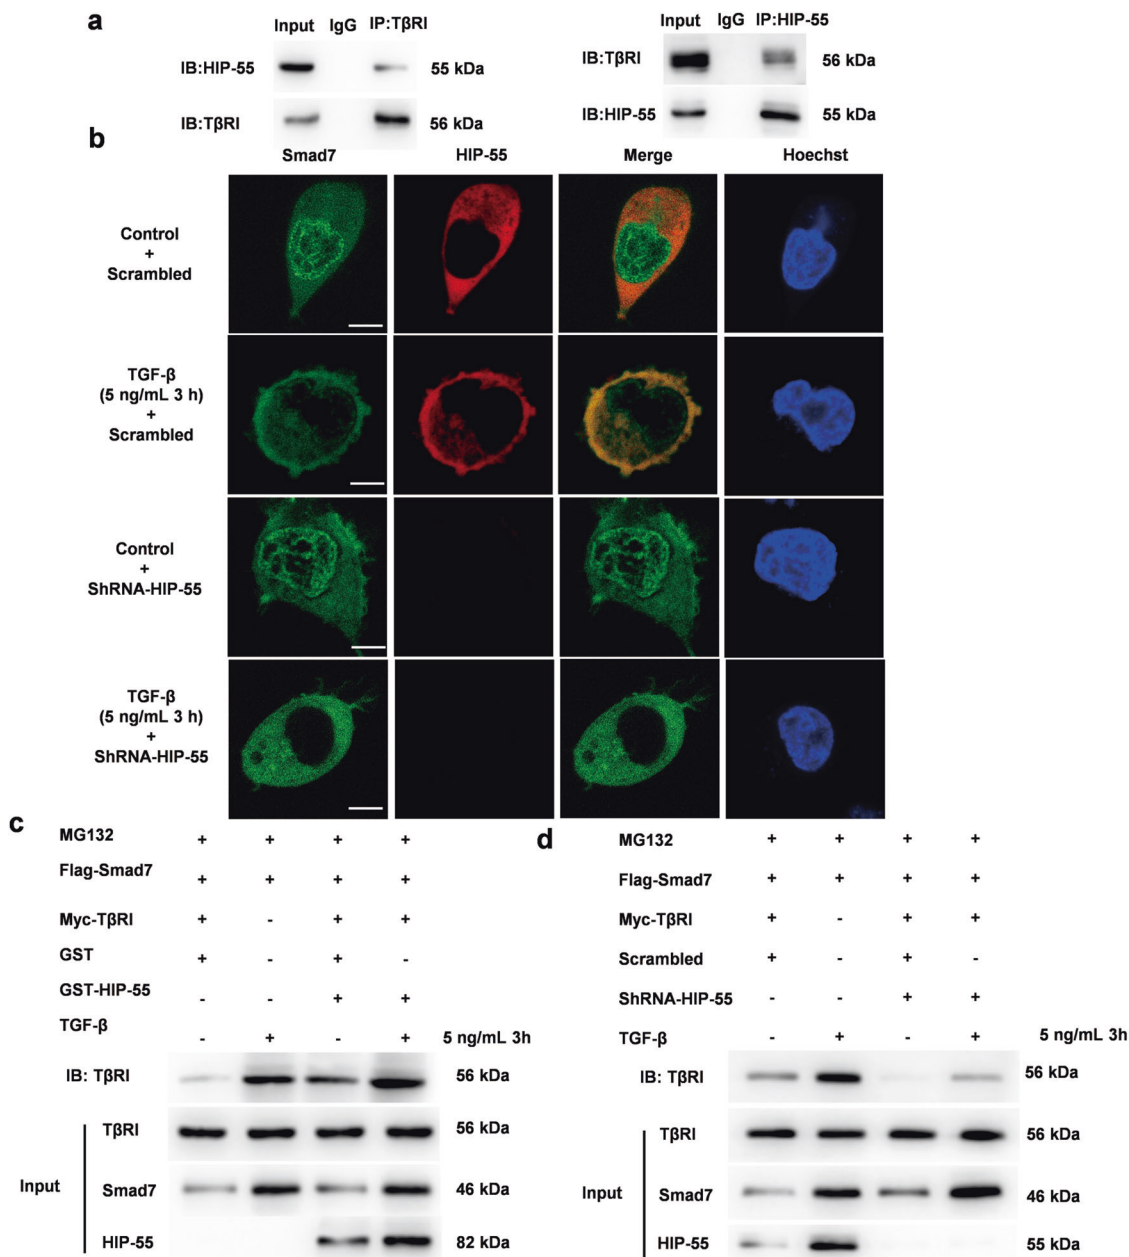 a
Input IgG IP:TβRI
IB:HIP-55 55 kDa
IB:TβRI 56 kDa
Input IgG IP:HIP-55
IB:TβRI 56 kDa
IB:HIP-55 55 kDa
b
Smad7 HIP-55 Merge Hoechst
Control
+
Scrambled
TGF-β
(5 ng/mL 3 h)
+
Scrambled
Control
+
ShRNA-HIP-55
TGF-β
(5 ng/mL 3 h)
+
ShRNA-HIP-55
c
MG132 + + + +
Flag-Smad7 + + + +
Myc-TβRI + - + +
GST + - + -
GST-HIP-55 - - + +
TGF-β - + - + 5 ng/mL 3h
IB: TβRI 56 kDa
Input
TβRI 56 kDa
Smad7 46 kDa
HIP-55 82 kDa
d
MG132 + + + +
Flag-Smad7 + + + +
Myc-TβRI + - + +
Scrambled + - + -
ShRNA-HIP-55 - - + +
TGF-β - + - + 5 ng/mL 3h
IB: TβRI 56 kDa
Input
TβRI 56 kDa
Smad7 46 kDa
HIP-55 55 kDa